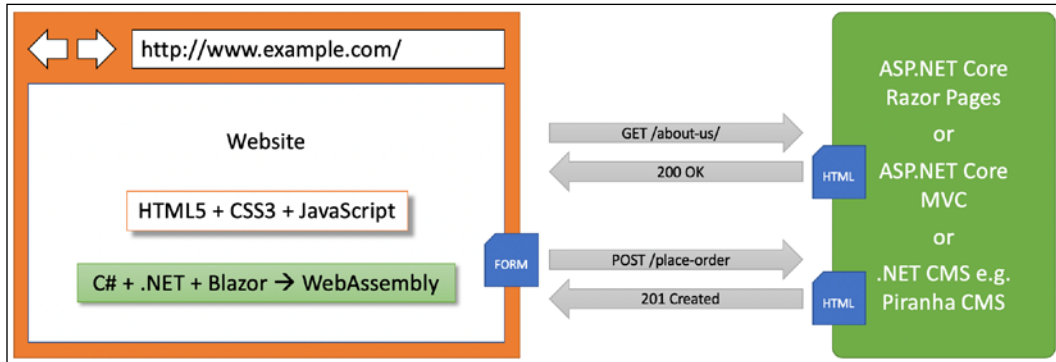 http://www.example.com/
Website
HTML5 + CSS3 + JavaScript
C# + .NET + Blazor → WebAssembly
FORM
GET /about-us/
200 OK
HTML
POST /place-order
201 Created
HTML
ASP.NET Core
Razor Pages
or
ASP.NET Core
MVC
or
.NET CMS e.g.
Piranha CMS